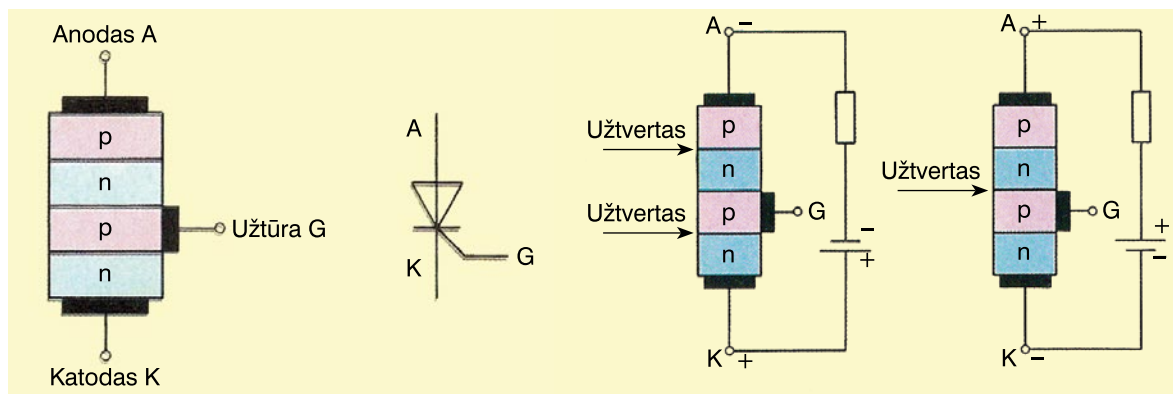 Anodas A
p
n
p
n
Užtūra G
Katodas K
A
K
G
A -
Užtvertas
Užtvertas
p
n
p
n
G
-
+
K +
A +
Užtvertas
p
n
p
n
G
+
-
K -